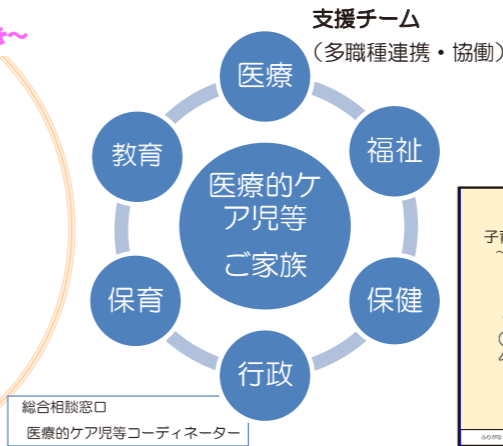 支援チーム
（多職種連携・協働）
医療
教育
福祉
医療的ケ
ア児等
ご家族
保育
保健
行政
総合相談窓口
医療的ケア児等コーディネーター
子育
～